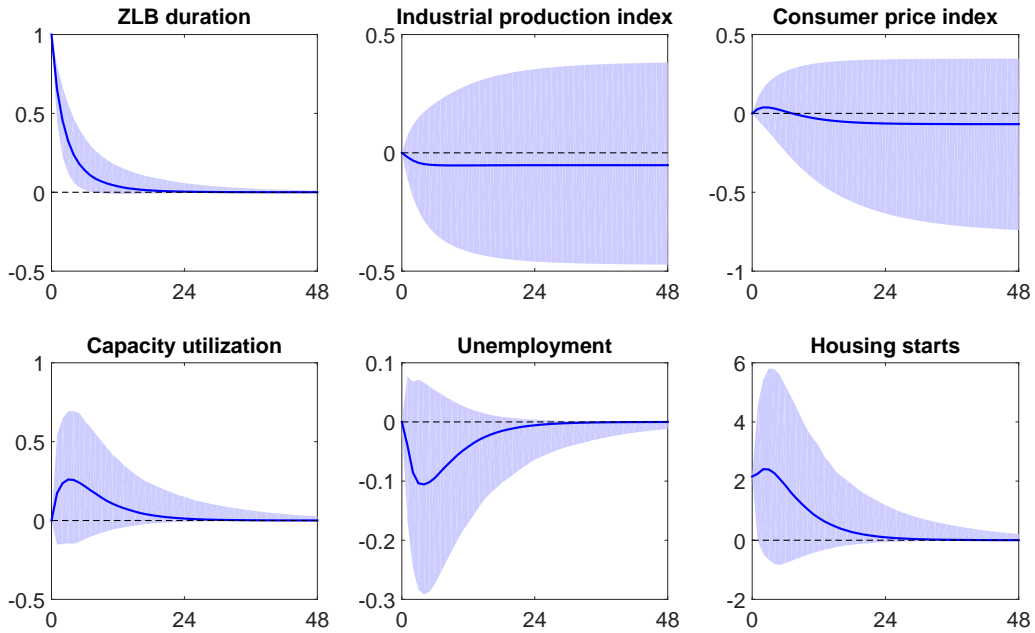 ZLB duration
1
0.5
0
-0.5
0 24 48
Industrial production index
0.5
0
-0.5
0 24 48
Consumer price index
0.5
0
-0.5
-1
0 24 48
Capacity utilization
1
0.5
0
-0.5
0 24 48
Unemployment
0.1
0
-0.1
-0.2
-0.3
0 24 48
Housing starts
6
4
2
0
-2
0 24 48